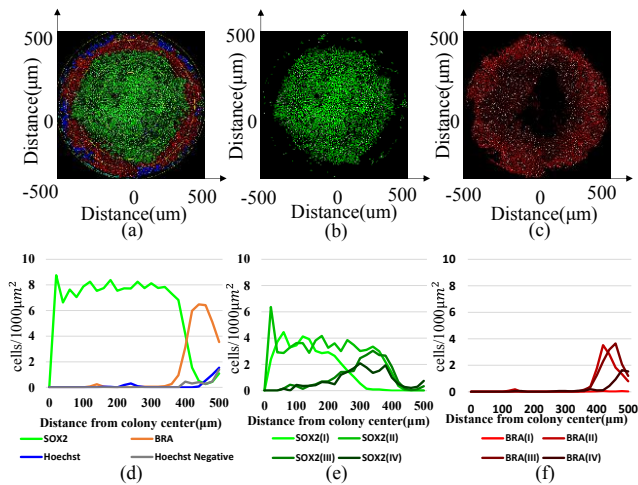 500
0
-500
0
500
Distance(μm)
Distance(um)
(a)
500
0
-500
0
500
Distance(μm)
Distance(μm)
(b)
500
0
-500
0
500
Distance(μm)
Distance(μm)
(c)
10
8
6
4
2
0
cells/1000μm²
0 100 200 300 400 500
Distance from colony center(μm)
SOX2 BRA
Hoechst Hoechst Negative
(d)
10
8
6
4
2
0
cells/1000μm²
0 100 200 300 400 500
Distance from colony center(μm)
SOX2(I) SOX2(II)
SOX2(III) SOX2(IV)
(e)
10
8
6
4
2
0
cells/1000μm²
0 100 200 300 400 500
Distance from colony center(μm)
BRA(I) BRA(II)
BRA(III) BRA(IV)
(f)